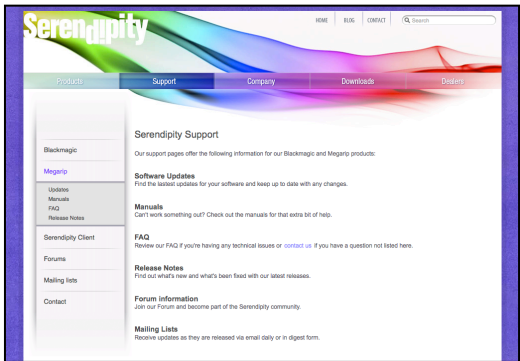 Serendipity
HOME BLOG CONTACT Search
Products Support Company Downloads Dealers
Serendipity Support
Blackmagic
Our support pages offer the following information for our Blackmagic and Megarip products:
Megarip
Updates
Manuals
FAQ
Release Notes
Serendipity Client
Forums
Mailing lists
Contact
Software Updates
Find the lastest updates for your software and keep up to date with any changes.
Manuals
Can't work something out? Check out the manuals for that extra bit of help.
FAQ
Review our FAQ if you're having any technical issues or contact us if you have a question not listed here.
Release Notes
Find out what's new and what's been fixed with our latest releases.
Forum information
Join our Forum and become part of the Serendipity community.
Mailing Lists
Receive updates as they are released via email daily or in digest form.